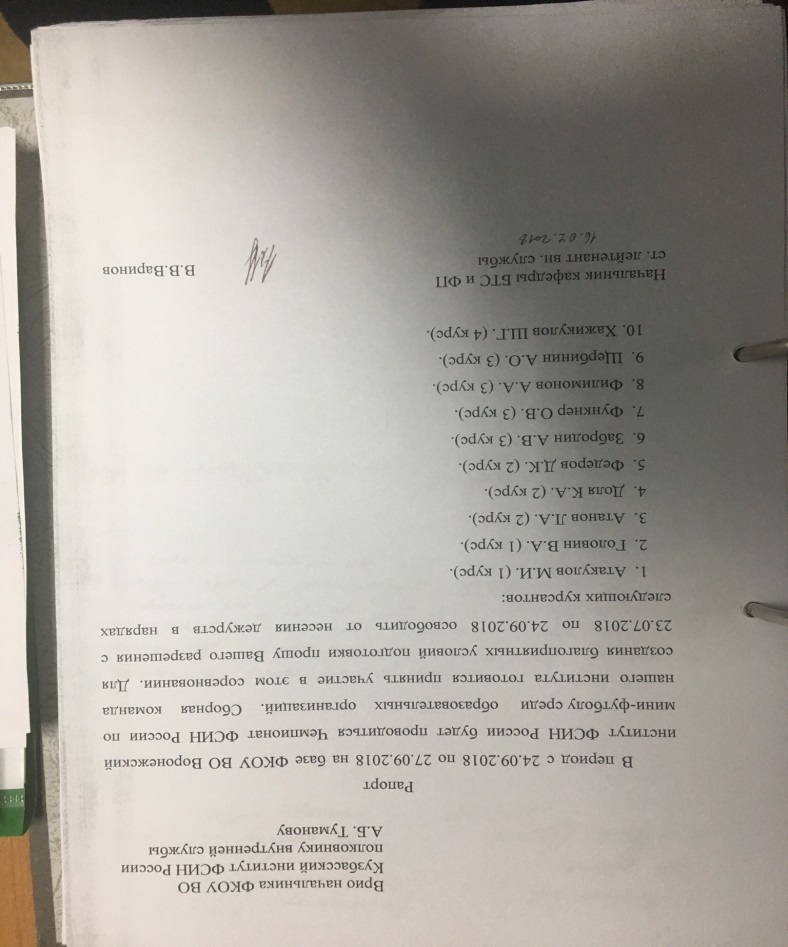 Врио начальника ФКОУ ВО
Кузбасский институт ФСИН России
полковнику внутренней службы
А.Б. Туманову
Рапорт
В период с 24.09.2018 по 27.09.2018 на базе ФКОУ ВО Воронежский
институт ФСИН России будет проводиться Чемпионат ФСИН России по
мини-футболу среди образовательных организаций. Сборная команда
нашего института готовится принять участие в этом соревновании. Для
создания благоприятных условий подготовки прошу Вашего разрешения с
23.07.2018 по 24.09.2018 освободить от несения дежурств в нарядах
следующих курсантов:
1. Атакулов М.И. (1 курс).
2. Головин В.А. (1 курс).
3. Атанов Л.А. (2 курс).
4. Доля К.А. (2 курс).
5. Федеров Д.К. (2 курс).
6. Забродин А.В. (3 курс).
7. Функнер О.В. (3 курс).
8. Филимонов А.А. (3 курс).
9. Щербинин А.О. (3 курс).
10. Хажикулов Ш.Г. (4 курс).
Начальник кафедры БТС и ФП
ст. лейтенант вн. службы В.В.Варинов
16.07.2018